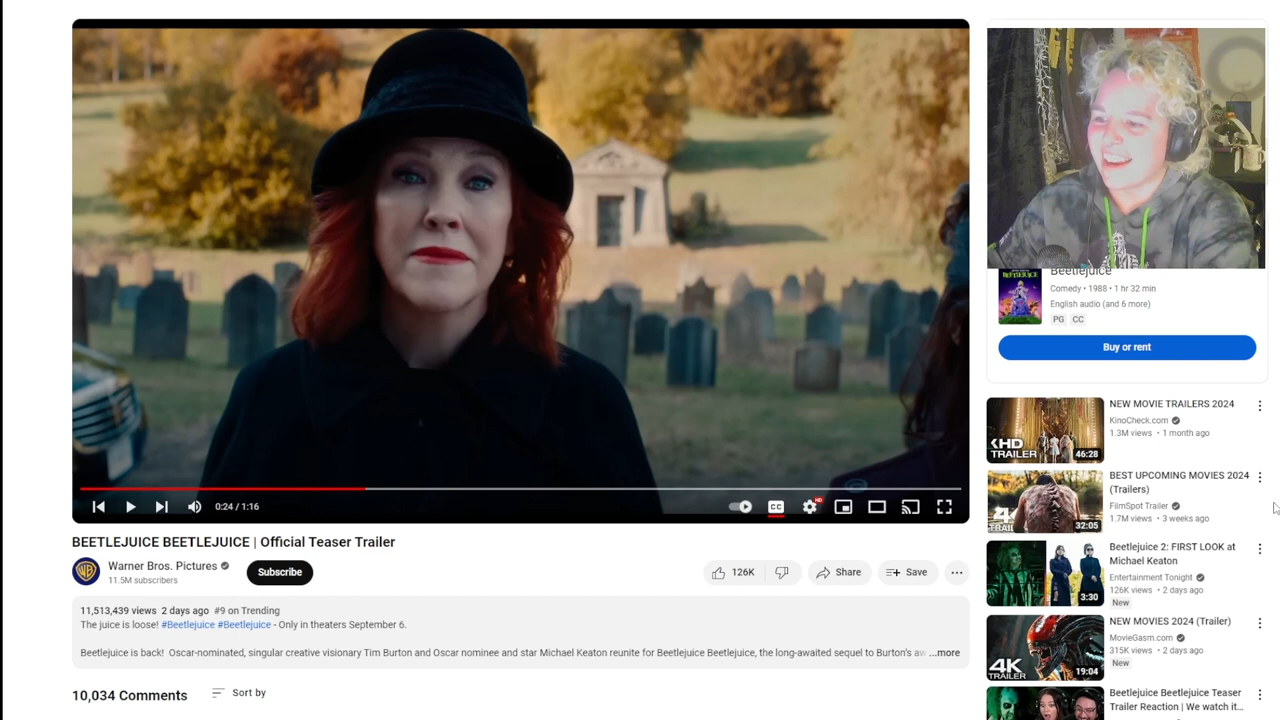 CC
HD
0:24 / 1:16
BEETLEJUICE BEETLEJUICE | Official Teaser Trailer
Warner Bros. Pictures
11.5M subscribers
Subscribe
126K
Share
Save
11,513,439 views 2 days ago #9 on Trending
The juice is loose! #Beetlejuice #Beetlejuice - Only in theaters September 6.
Beetlejuice is back! Oscar-nominated, singular creative visionary Tim Burton and Oscar nominee and star Michael Keaton reunite for Beetlejuice Beetlejuice, the long-awaited sequel to Burton's aw ...more
10,034 Comments
Sort by
Beetlejuice
Comedy • 1988 • 1 hr 32 min
English audio (and 6 more)
PG CC
Buy or rent
HD
TRAILER
46:28
NEW MOVIE TRAILERS 2024
KinoCheck.com
1.3M views • 1 month ago
32:05
BEST UPCOMING MOVIES 2024
(Trailers)
FilmSpot Trailer
1.7M views • 3 weeks ago
3:30
Beetlejuice 2: FIRST LOOK at
Michael Keaton
Entertainment Tonight
126K views • 2 days ago
New
4K
TRAILER
19:04
NEW MOVIES 2024 (Trailer)
MovieGasm.com
315K views • 2 days ago
New
Beetlejuice Beetlejuice Teaser
Trailer Reaction | We watch it...